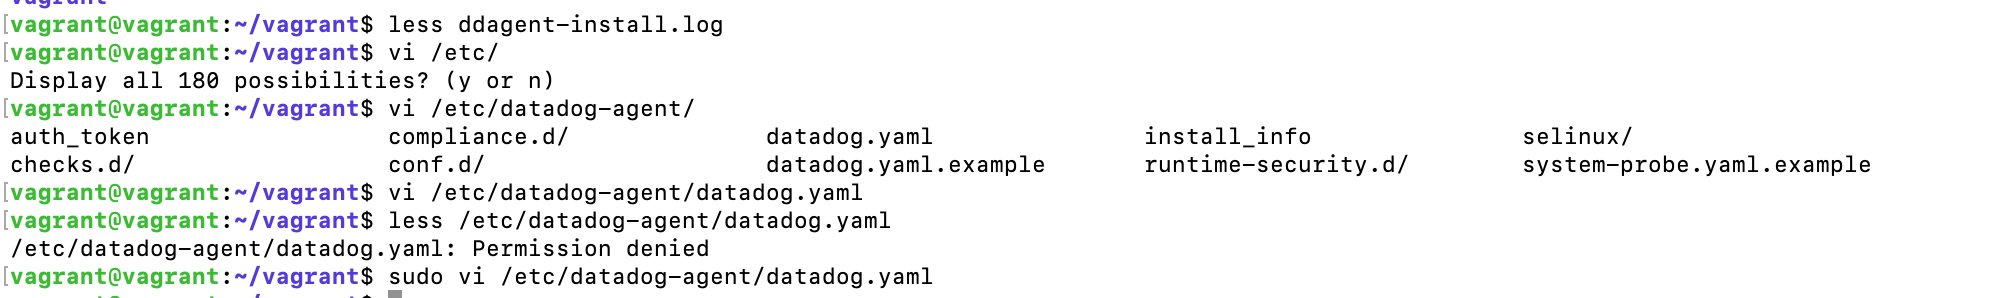 vagrant
[vagrant@vagrant:~/vagrant$ less ddagent-install.log
[vagrant@vagrant:~/vagrant$ vi /etc/
Display all 180 possibilities? (y or n)
[vagrant@vagrant:~/vagrant$ vi /etc/datadog-agent/
auth_token compliance.d/ datadog.yaml install_info selinux/
checks.d/ conf.d/ datadog.yaml.example runtime-security.d/ system-probe.yaml.example
[vagrant@vagrant:~/vagrant$ vi /etc/datadog-agent/datadog.yaml
[vagrant@vagrant:~/vagrant$ less /etc/datadog-agent/datadog.yaml
/etc/datadog-agent/datadog.yaml: Permission denied
[vagrant@vagrant:~/vagrant$ sudo vi /etc/datadog-agent/datadog.yaml
vagrant@vagrant:~/vagrant$